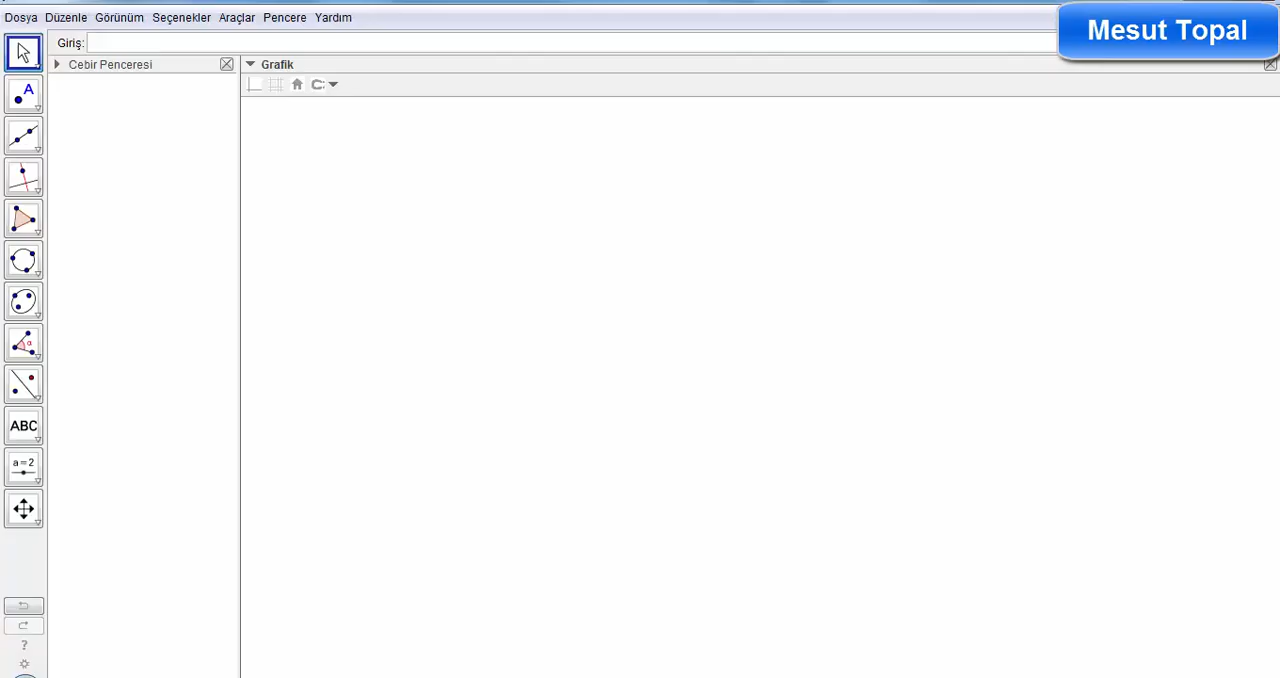 Dosya Düzenle Görünüm Seçenekler Araçlar Pencere Yardım
Mesut Topal
Giriş:
Cebir Penceresi
Grafik
A
α
ABC
a=2
?